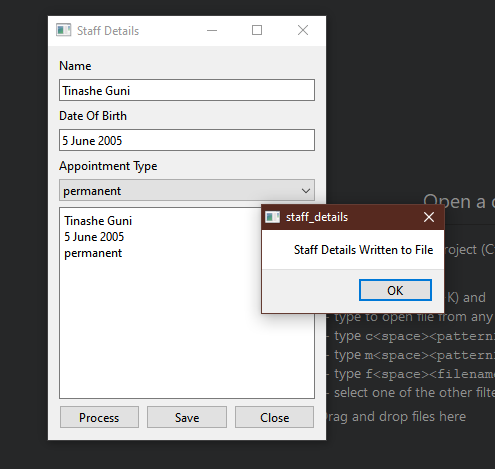 Staff Details
Name
Tinashe Guni
Date Of Birth
5 June 2005
Appointment Type
permanent
Tinashe Guni
5 June 2005
permanent
Process
Save
Close
staff_details
Staff Details Written to File
OK
Open a
roject (C
K) and
- type to open file from any
- type c<space><pattern
- type m<space><pattern
- type f<space><filename
- select one of the other filte
Drag and drop files here